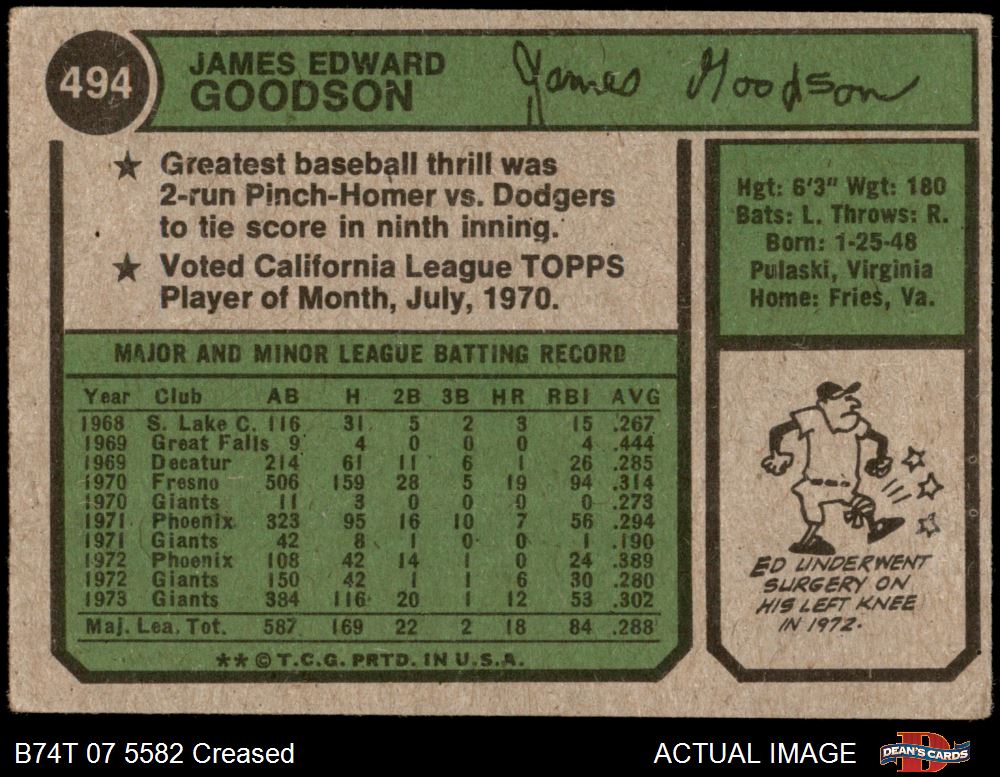 494
JAMES EDWARD
GOODSON
James Goodson
★ Greatest baseball thrill was
2-run Pinch-Homer vs. Dodgers
to tie score in ninth inning.
★ Voted California League TOPPS
Player of Month, July, 1970.
Hgt: 6'3" Wgt: 180
Bats: L. Throws: R.
Born: 1-25-48
Pulaski, Virginia
Home: Fries, Va.
MAJOR AND MINOR LEAGUE BATTING RECORD
Year Club AB H 2B 3B HR RBI AVG
1968 S. Lake C. 116 31 5 2 3 15 .267
1969 Great Falls 9 4 0 0 0 4 .444
1969 Decatur 214 61 11 6 1 26 .285
1970 Fresno 506 159 28 5 19 94 .314
1970 Giants 11 3 0 0 0 0 .273
1971 Phoenix 323 95 16 10 7 56 .294
1971 Giants 42 8 1 0 0 1 .190
1972 Phoenix 108 42 14 1 0 24 .389
1972 Giants 150 42 1 1 6 30 .280
1973 Giants 384 116 20 1 12 53 .302
Maj. Lea. Tot. 587 169 22 2 18 84 .288
** © T.C.G. PRTD. IN U.S.A.
ED UNDERWENT
SURGERY ON
HIS LEFT KNEE
IN 1972.
B74T 07 5582 Creased
ACTUAL IMAGE
DEAN'S CARDS